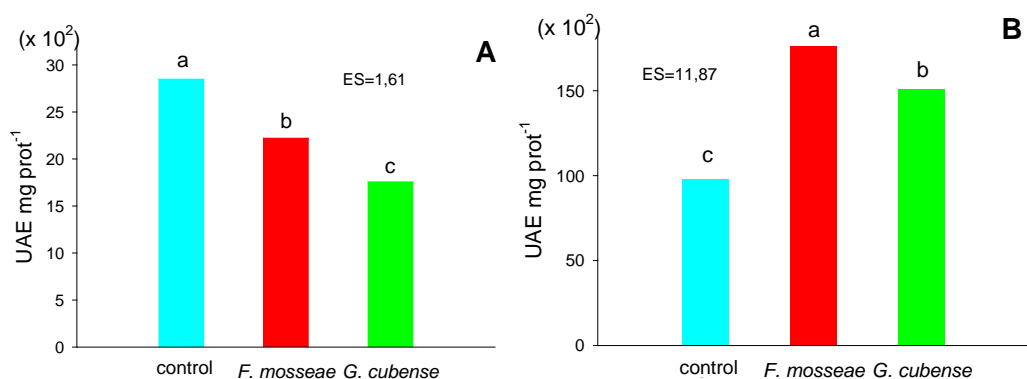 (x 10²)
A
ES=1,61
UAE mg prot⁻¹
30
25
20
15
10
5
0
a
b
c
control
F. mosseae
G. cubense
(x 10²)
B
ES=11,87
UAE mg prot⁻¹
150
100
50
0
c
a
b
control
F. mosseae
G. cubense